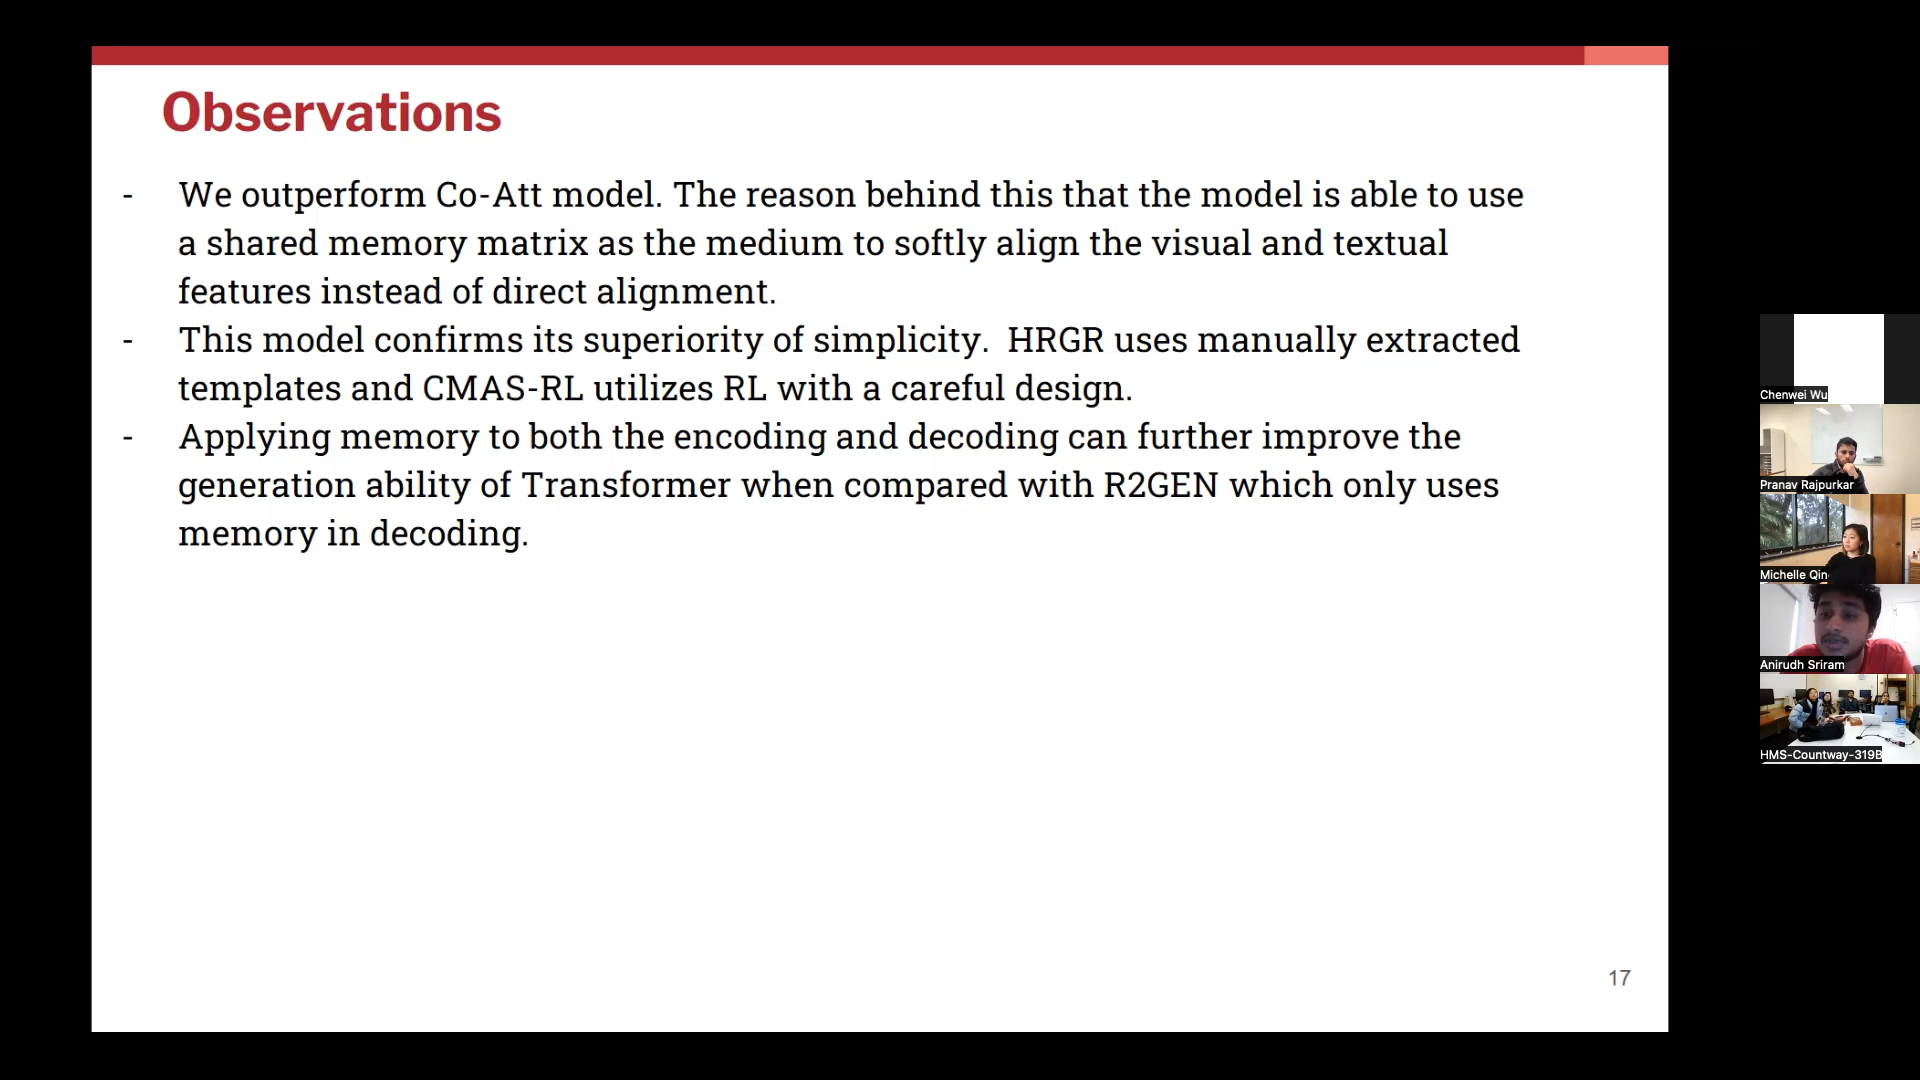 Observations
- We outperform Co-Att model. The reason behind this that the model is able to use
a shared memory matrix as the medium to softly align the visual and textual
features instead of direct alignment.
- This model confirms its superiority of simplicity.  HRGR uses manually extracted
templates and CMAS-RL utilizes RL with a careful design.
- Applying memory to both the encoding and decoding can further improve the
generation ability of Transformer when compared with R2GEN which only uses
memory in decoding.
17
Chenwei Wu
Pranav Rajpurkar
Michelle Qin
Anirudh Sriram
HMS-Countway-319B